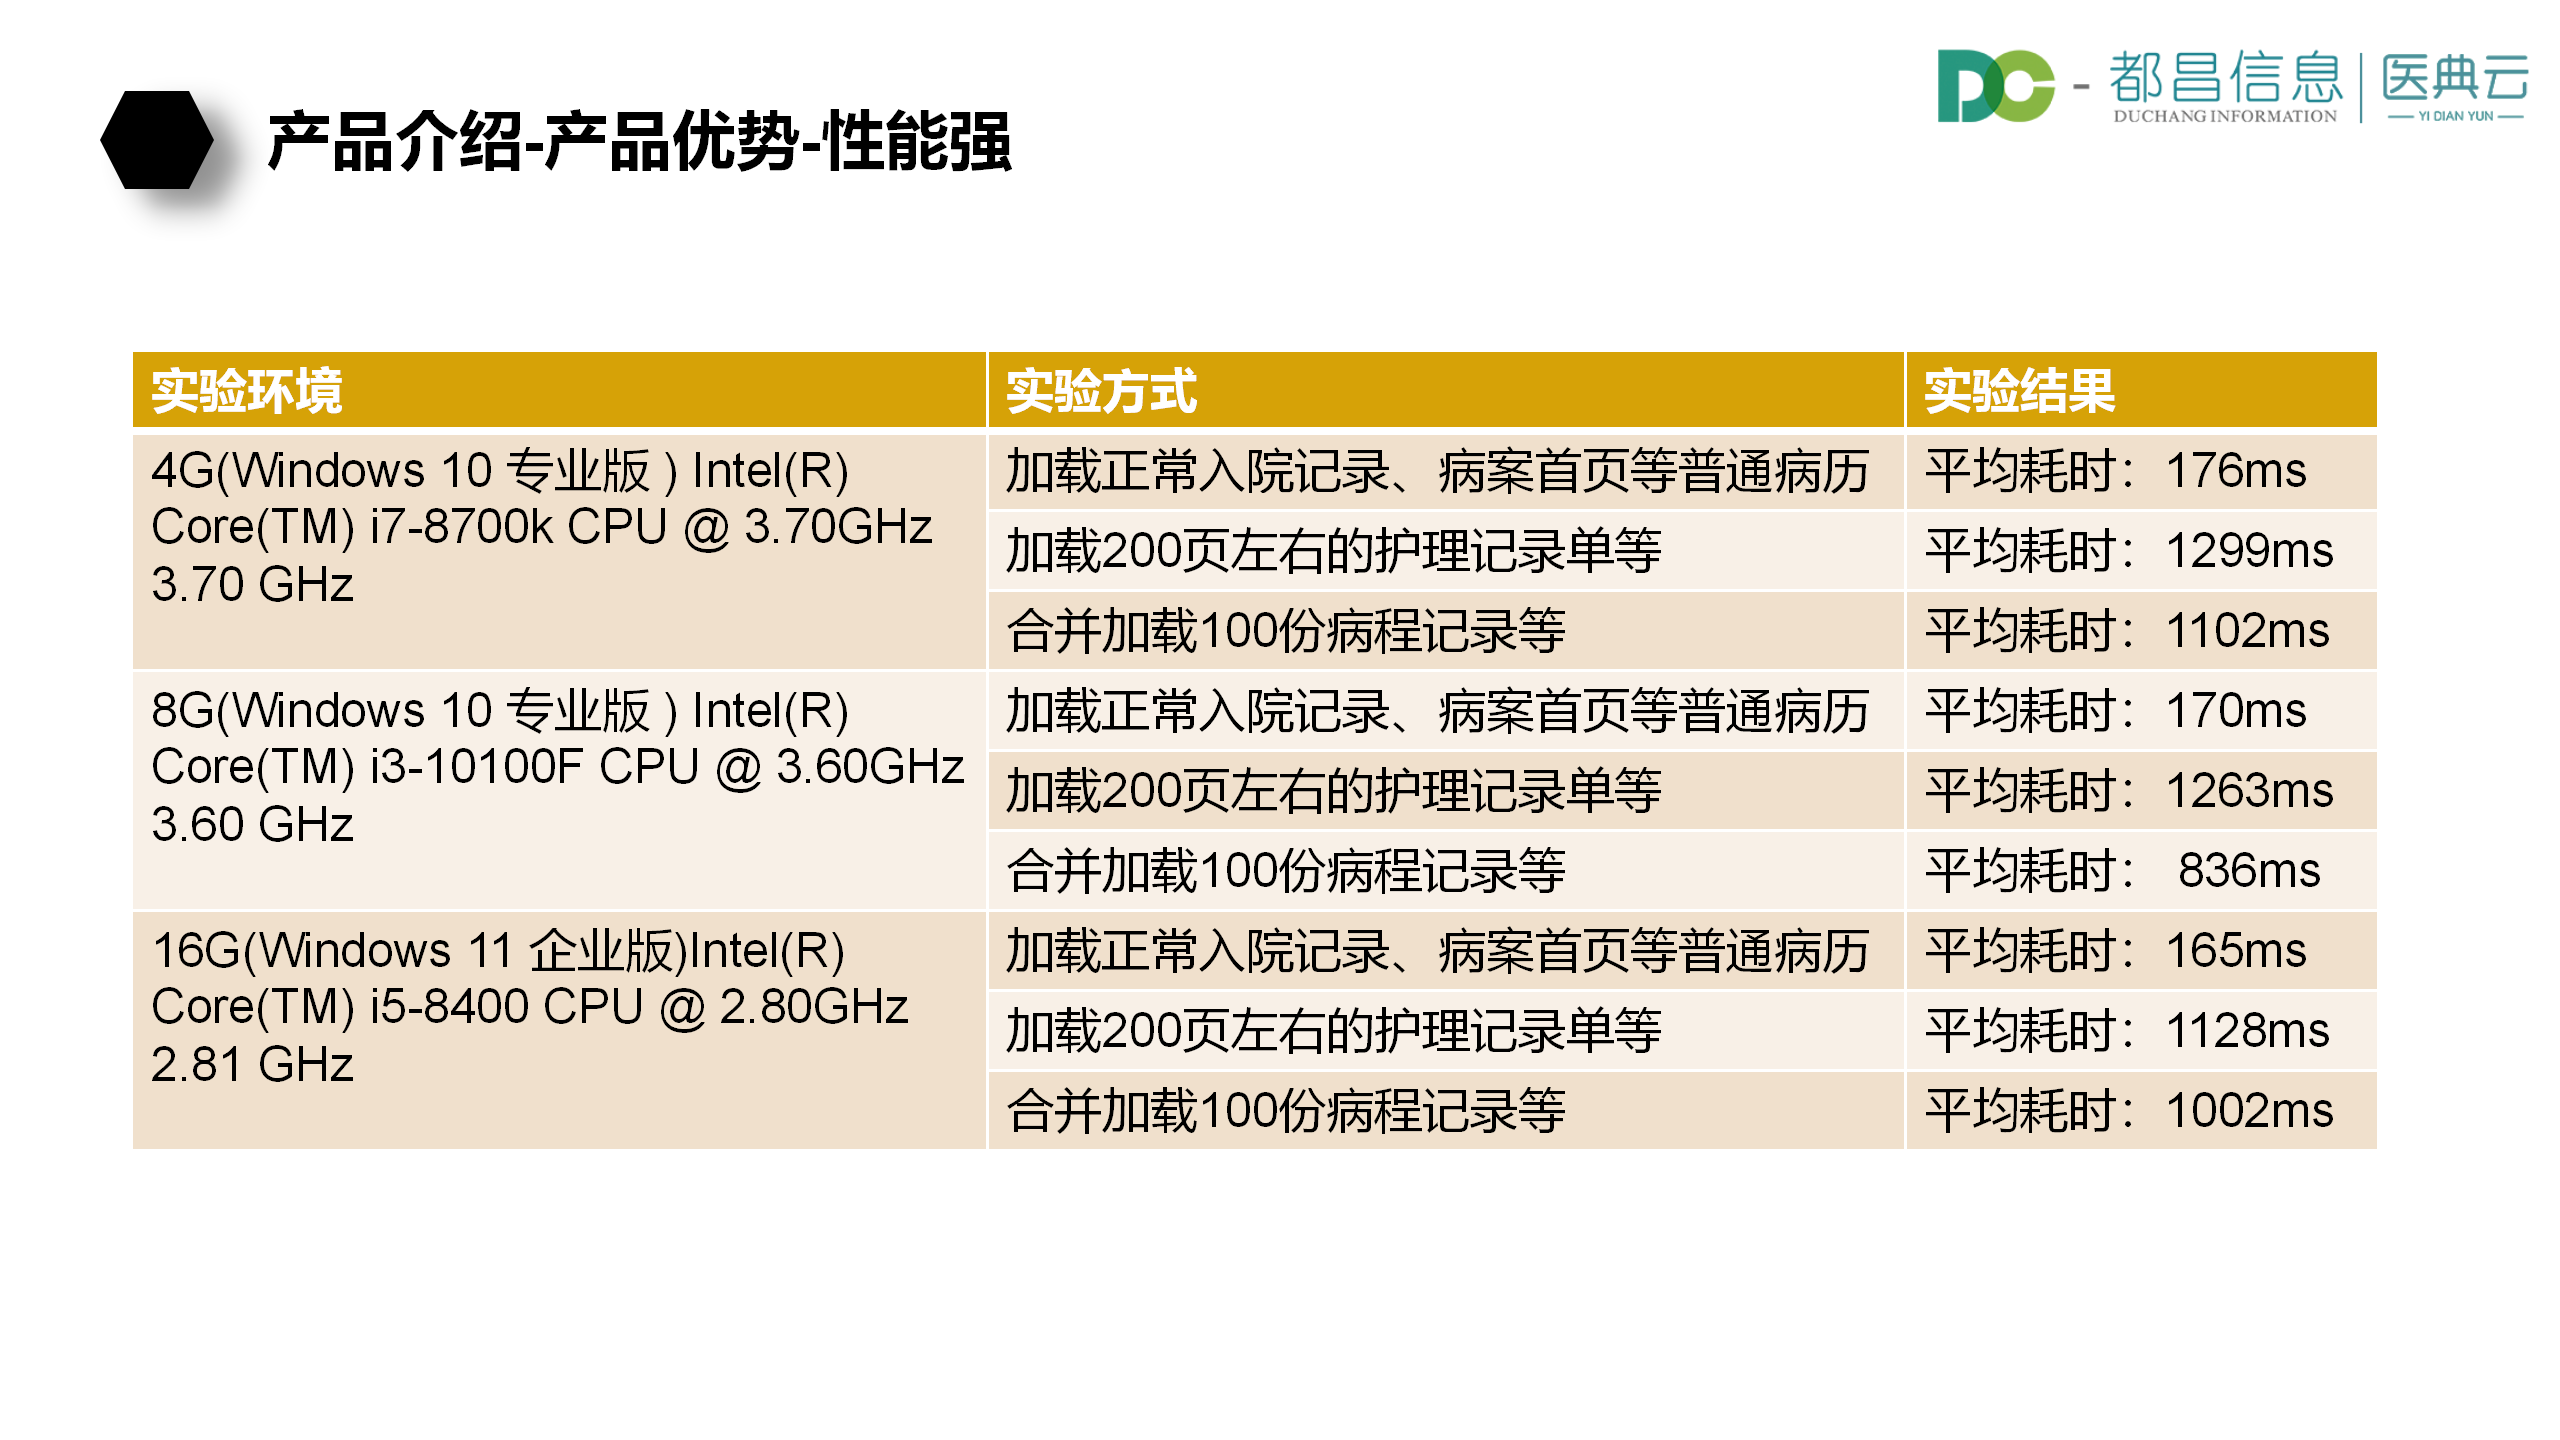 产品介绍-产品优势-性能强
DC - 都昌信息 医典云
DUCHANG INFORMATION — YI DIAN YUN —
实验环境 实验方式 实验结果
4G(Windows 10 专业版 ) Intel(R)
Core(TM) i7-8700k CPU @ 3.70GHz
3.70 GHz
加载正常入院记录、病案首页等普通病历 平均耗时：176ms
加载200页左右的护理记录单等 平均耗时：1299ms
合并加载100份病程记录等 平均耗时：1102ms
8G(Windows 10 专业版 ) Intel(R)
Core(TM) i3-10100F CPU @ 3.60GHz
3.60 GHz
加载正常入院记录、病案首页等普通病历 平均耗时：170ms
加载200页左右的护理记录单等 平均耗时：1263ms
合并加载100份病程记录等 平均耗时： 836ms
16G(Windows 11 企业版)Intel(R)
Core(TM) i5-8400 CPU @ 2.80GHz
2.81 GHz
加载正常入院记录、病案首页等普通病历 平均耗时：165ms
加载200页左右的护理记录单等 平均耗时：1128ms
合并加载100份病程记录等 平均耗时：1002ms